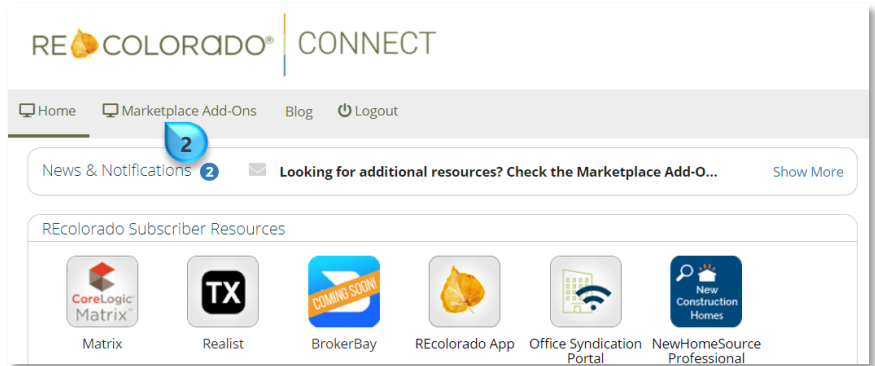 RE COLORADO® CONNECT
Home Marketplace Add-Ons Blog Logout
2
News & Notifications 2 Looking for additional resources? Check the Marketplace Add-O... Show More
REcolorado Subscriber Resources
CoreLogic
Matrix™
TX
COMING SOON!
New
Construction
Homes
Matrix Realist BrokerBay REcolorado App Office Syndication NewHomeSource
Portal Professional